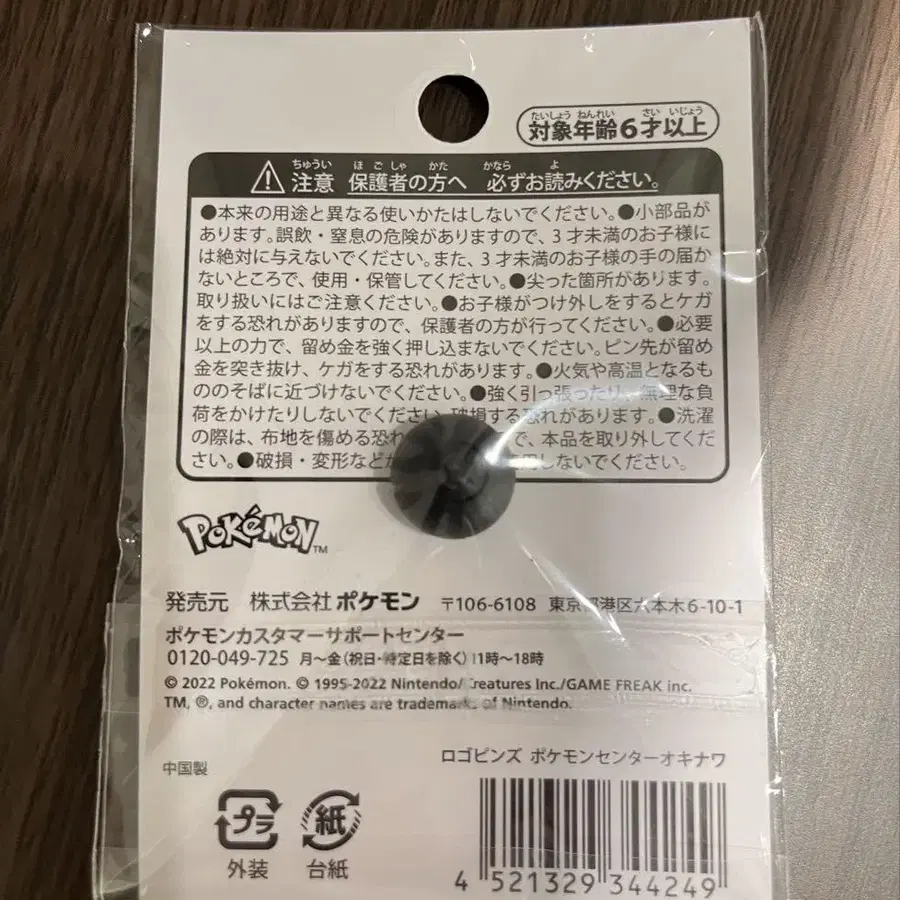 対象年齢6才以上
たいしょう ねんれい さい いじょう
ちゅうい ほごしゃ かた かなら よ
注意 保護者の方へ 必ずお読みください。
●本来の用途と異なる使いかたはしないでください。●小部品が
あります。誤飲・窒息の危険がありますので、3才未満のお子様に
は絶対に与えないでください。また、3才未満のお子様の手の届か
ないところで、使用・保管してください。●尖った箇所があります。
取り扱いにはご注意ください。●お子様がつけ外しをするとケガ
をする恐れがありますので、保護者の方が行ってください。●必要
以上の力で、留め金を強く押し込まないでください。ピン先が留め
金を突き抜け、ケガをする恐れがあります。●火気や高温となるも
ののそばに近づけないでください。●強く引っ張ったり、無理な負
荷をかけたりしないでください。破損する恐れがあります。●洗濯
の際は、布地を傷める恐れ で、本品を取り外してくだ
さい。●破損・変形など 用しないでください。
POKéMON™
発売元 株式会社ポケモン 〒106-6108 東京都港区六本木6-10-1
ポケモンカスタマーサポートセンター
0120-049-725 月~金(祝日・特定日を除く)11時~18時
© 2022 Pokémon. © 1995-2022 Nintendo/Creatures Inc./GAME FREAK inc.
TM, ®, and character names are trademarks of Nintendo.
ロゴピンズ ポケモンセンターオキナワ
中国製
プラ 紙
外装 台紙
4 521329 344249